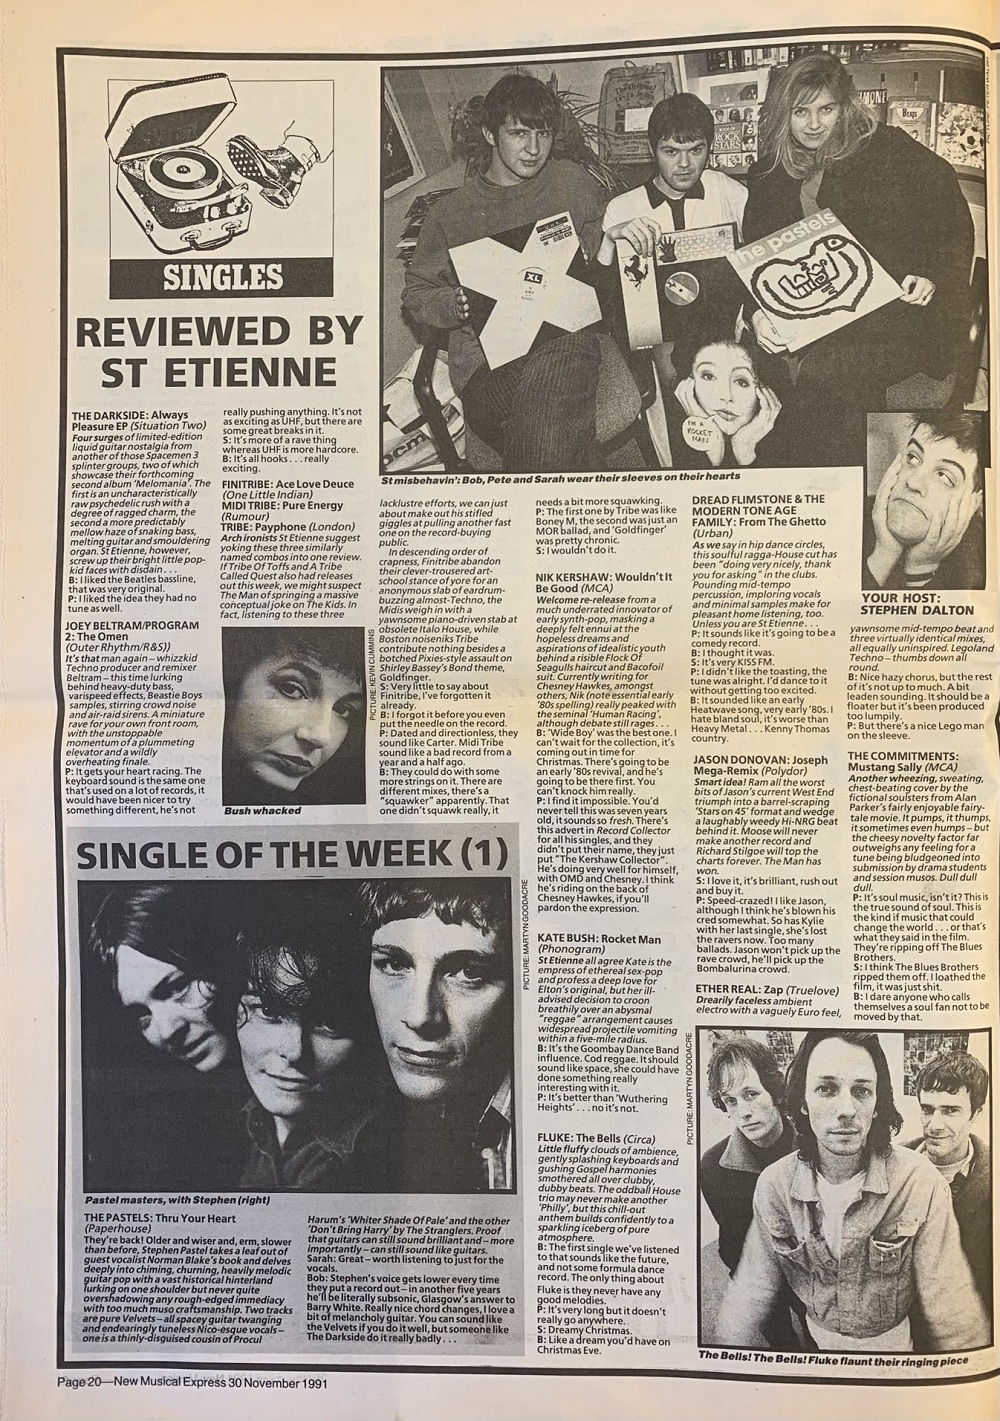 SINGLES
REVIEWED BY
ST ETIENNE
The Original
ROCK
STARS
Bags
XL
the pastels
I'M A
ROCKET
MAN
St misbehavin': Bob, Pete and Sarah wear their sleeves on their hearts
YOUR HOST:
STEPHEN DALTON
THE DARKSIDE: Always
Pleasure EP (Situation Two)
Four surges of limited-edition
liquid guitar nostalgia from
another of those Spacemen 3
splinter groups, two of which
showcase their forthcoming
second album 'Melomania'. The
first is an uncharacteristically
raw psychedelic rush with a
degree of ragged charm, the
second a more predictably
mellow haze of snaking bass,
melting guitar and smouldering
organ. St Etienne, however,
screw up their bright little pop-
kid faces with disdain . . .
B: I liked the Beatles bassline,
that was very original.
P: I liked the idea they had no
tune as well.
JOEY BELTRAM/PROGRAM
2: The Omen
(Outer Rhythm/R&S))
It's that man again – whizzkid
Techno producer and remixer
Beltram – this time lurking
behind heavy-duty bass,
varispeed effects, Beastie Boys
samples, stirring crowd noise
and air-raid sirens. A miniature
rave for your own front room,
with the unstoppable
momentum of a plummeting
elevator and a wildly
overheating finale.
P: It gets your heart racing. The
keyboard sound is the same one
that's used on a lot of records, it
would have been nicer to try
something different, he's not
really pushing anything. It's not
as exciting as UHF, but there are
some great breaks in it.
S: It's more of a rave thing
whereas UHF is more hardcore.
B: It's all hooks . . . really
exciting.
FINITRIBE: Ace Love Deuce
(One Little Indian)
MIDI TRIBE: Pure Energy
(Rumour)
TRIBE: Payphone (London)
Arch ironists St Etienne suggest
yoking these three similarly
named combos into one review.
If Tribe Of Toffs and A Tribe
Called Quest also had releases
out this week, we might suspect
The Man of springing a massive
conceptual joke on The Kids. In
fact, listening to these three
PICTURE: KEVIN CUMMINS
Bush whacked
lacklustre efforts, we can just
about make out his stifled
giggles at pulling another fast
one on the record-buying
public.
In descending order of
crapness, Finitribe abandon
their clever-trousered art-
school stance of yore for an
anonymous slab of eardrum-
buzzing almost-Techno, the
Midis weigh in with a
yawnsome piano-driven stab at
obsolete Italo House, while
Boston noiseniks Tribe
contribute nothing besides a
botched Pixies-style assault on
Shirley Bassey's Bond theme,
Goldfinger.
S: Very little to say about
Finitribe, I've forgotten it
already.
B: I forgot it before you even
put the needle on the record.
P: Dated and directionless, they
sound like Carter. Midi Tribe
sound like a bad record from a
year and a half ago.
B: They could do with some
more strings on it. There are
different mixes, there's a
"squawker" apparently. That
one didn't squawk really, it
needs a bit more squawking.
P: The first one by Tribe was like
Boney M, the second was just an
MOR ballad, and 'Goldfinger'
was pretty chronic.
S: I wouldn't do it.
NIK KERSHAW: Wouldn't It
Be Good (MCA)
Welcome re-release from a
much underrated innovator of
early synth-pop, masking a
deeply felt ennui at the
hopeless dreams and
aspirations of idealistic youth
behind a risible Flock Of
Seagulls haircut and Bacofoil
suit. Currently writing for
Chesney Hawkes, amongst
others, Nik (note essential early
'80s spelling) really peaked with
the seminal 'Human Racing',
although debate still rages . . .
B: 'Wide Boy' was the best one. I
can't wait for the collection, it's
coming out in time for
Christmas. There's going to be
an early '80s revival, and he's
going to be there first. You
can't knock him really.
P: I find it impossible. You'd
never tell this was seven years
old, it sounds so fresh. There's
this advert in Record Collector
for all his singles, and they
didn't put their name, they just
put "The Kershaw Collector".
He's doing very well for himself,
with OMD and Chesney. I think
he's riding on the back of
Chesney Hawkes, if you'll
pardon the expression.
KATE BUSH: Rocket Man
(Phonogram)
St Etienne all agree Kate is the
empress of ethereal sex-pop
and profess a deep love for
Elton's original, but her ill-
advised decision to croon
breathily over an abysmal
"reggae" arrangement causes
widespread projectile vomiting
within a five-mile radius.
B: It's the Goombay Dance Band
influence. Cod reggae. It should
sound like space, she could have
done something really
interesting with it.
P: It's better than 'Wuthering
Heights' . . . no it's not.
FLUKE: The Bells (Circa)
Little fluffy clouds of ambience,
gently splashing keyboards and
gushing Gospel harmonies
smothered all over clubby,
dubby beats. The oddball House
trio may never make another
'Philly', but this chill-out
anthem builds confidently to a
sparkling iceberg of pure
atmosphere.
B: The first single we've listened
to that sounds like the future,
and not some formula dance
record. The only thing about
Fluke is they never have any
good melodies.
P: It's very long but it doesn't
really go anywhere.
S: Dreamy Christmas.
B: Like a dream you'd have on
Christmas Eve.
DREAD FLIMSTONE & THE
MODERN TONE AGE
FAMILY: From The Ghetto
(Urban)
As we say in hip dance circles,
this soulful ragga-House cut has
been "doing very nicely, thank
you for asking" in the clubs.
Pounding mid-tempo
percussion, imploring vocals
and minimal samples make for
pleasant home listening, too.
Unless you are St Etienne . . .
P: It sounds like it's going to be a
comedy record.
B: I thought it was.
S: It's very KISS FM.
P: I didn't like the toasting, the
tune was alright. I'd dance to it
without getting too excited.
B: It sounded like an early
Heatwave song, very early '80s. I
hate bland soul, it's worse than
Heavy Metal . . . Kenny Thomas
country.
JASON DONOVAN: Joseph
Mega-Remix (Polydor)
Smart idea! Ram all the worst
bits of Jason's current West End
triumph into a barrel-scraping
'Stars on 45' format and wedge
a laughably weedy Hi-NRG beat
behind it. Moose will never
make another record and
Richard Stilgoe will top the
charts forever. The Man has
won.
S: I love it, it's brilliant, rush out
and buy it.
P: Speed-crazed! I like Jason,
although I think he's blown his
cred somewhat. So has Kylie
with her last single, she's lost
the ravers now. Too many
ballads. Jason won't pick up the
rave crowd, he'll pick up the
Bombalurina crowd.
ETHER REAL: Zap (Truelove)
Drearily faceless ambient
electro with a vaguely Euro feel,
yawnsome mid-tempo beat and
three virtually identical mixes,
all equally uninspired. Legoland
Techno – thumbs down all
round.
B: Nice hazy chorus, but the rest
of it's not up to much. A bit
leaden sounding. It should be a
floater but it's been produced
too lumpily.
P: But there's a nice Lego man
on the sleeve.
THE COMMITMENTS:
Mustang Sally (MCA)
Another wheezing, sweating,
chest-beating cover by the
fictional soulsters from Alan
Parker's fairly enjoyable fairy-
tale movie. It pumps, it thumps,
it sometimes even humps – but
the cheesy novelty factor far
outweighs any feeling for a
tune being bludgeoned into
submission by drama students
and session musos. Dull dull
dull.
P: It's soul music, isn't it? This is
the true sound of soul. This is
the kind if music that could
change the world . . . or that's
what they said in the film.
They're ripping off The Blues
Brothers.
S: I think The Blues Brothers
ripped them off. I loathed the
film, it was just shit.
B: I dare anyone who calls
themselves a soul fan not to be
moved by that.
SINGLE OF THE WEEK (1)
PICTURE: MARTYN GOODACRE
Pastel masters, with Stephen (right)
THE PASTELS: Thru Your Heart
(Paperhouse)
They're back! Older and wiser and, erm, slower
than before, Stephen Pastel takes a leaf out of
guest vocalist Norman Blake's book and delves
deeply into chiming, churning, heavily melodic
guitar pop with a vast historical hinterland
lurking on one shoulder but never quite
overshadowing any rough-edged immediacy
with too much muso craftsmanship. Two tracks
are pure Velvets – all spacey guitar twanging
and endearingly tuneless Nico-esque vocals –
one is a thinly-disguised cousin of Procul
Harum's 'Whiter Shade Of Pale' and the other
'Don't Bring Harry' by The Stranglers. Proof
that guitars can still sound brilliant and – more
importantly – can still sound like guitars.
Sarah: Great – worth listening to just for the
vocals.
Bob: Stephen's voice gets lower every time
they put a record out – in another five years
he'll be literally subsonic, Glasgow's answer to
Barry White. Really nice chord changes, I love a
bit of melancholy guitar. You can sound like
the Velvets if you do it well, but someone like
The Darkside do it really badly . . .
PICTURE: MARTYN GOODACRE
The Bells! The Bells! Fluke flaunt their ringing piece
Page 20—New Musical Express 30 November 1991